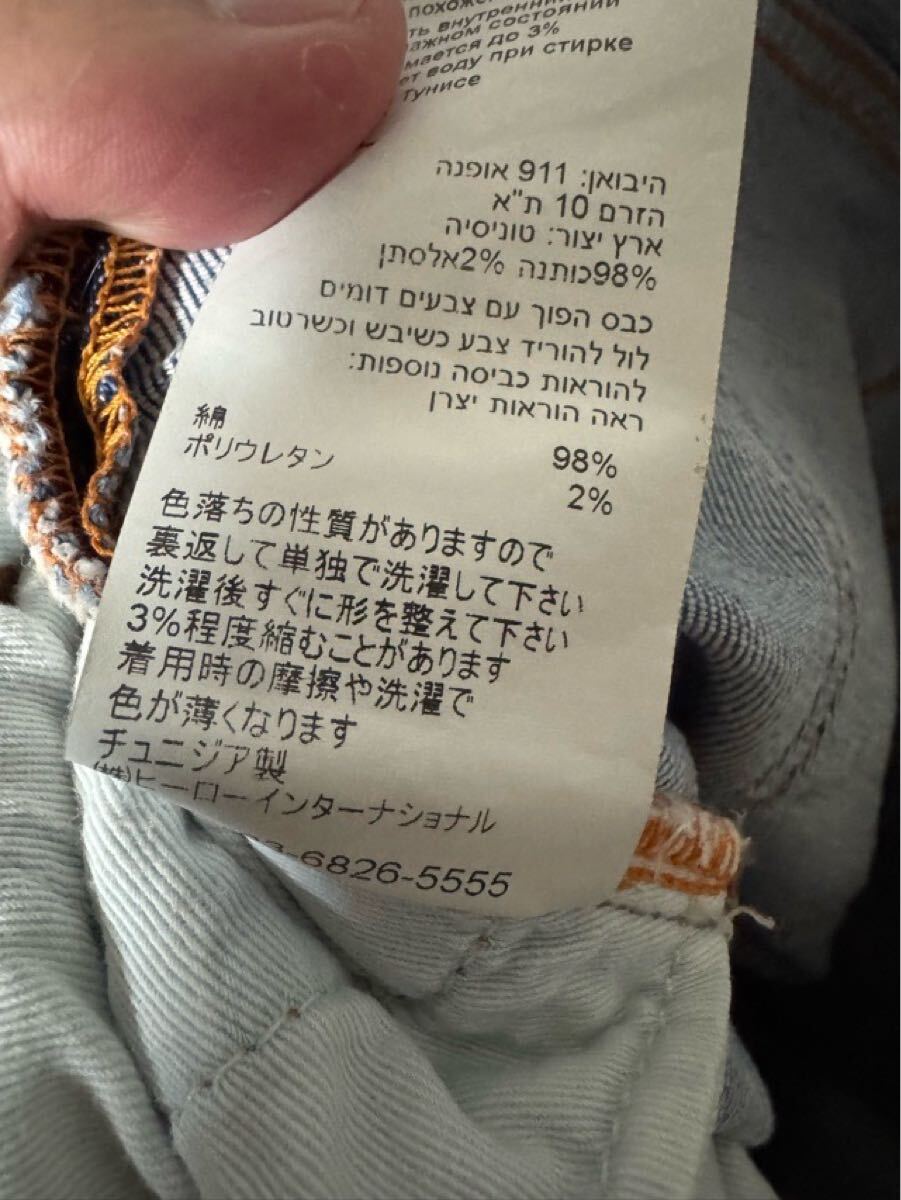 похоже
ть внутренни
ажном состоянии
мается до 3%
ет воду при стирке
Тунисе
היבואן: 911 אופנה
הזרם 10 ת"א
ארץ יצור: טוניסיה
98%כותנה 2%אלסתן
כבס הפוך עם צבעים דומים
לול להוריד צבע כשיבש וכשרטוב
להוראות כביסה נוספות:
ראה הוראות יצרן
綿 98%
ポリウレタン 2%
色落ちの性質がありますので
裏返して単独で洗濯して下さい
洗濯後すぐに形を整えて下さい
3%程度縮むことがあります
着用時の摩擦や洗濯で
色が薄くなります
チュニジア製
(株)ヒーローインターナショナル
3-6826-5555